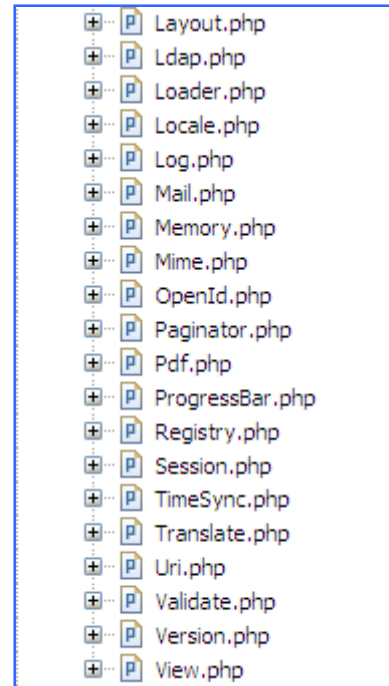 Layout.php
Ldap.php
Loader.php
Locale.php
Log.php
Mail.php
Memory.php
Mime.php
OpenId.php
Paginator.php
Pdf.php
ProgressBar.php
Registry.php
Session.php
TimeSync.php
Translate.php
Uri.php
Validate.php
Version.php
View.php